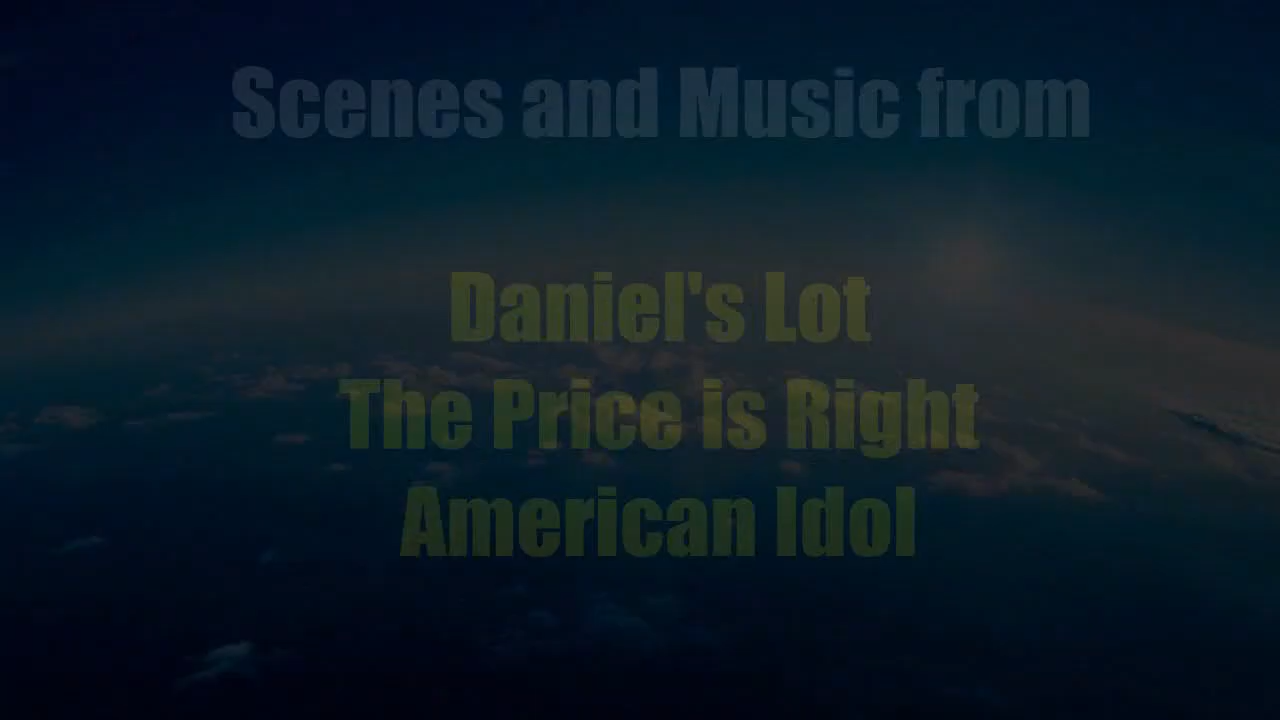 Scenes and Music from
Daniel's Lot
The Price is Right
American Idol